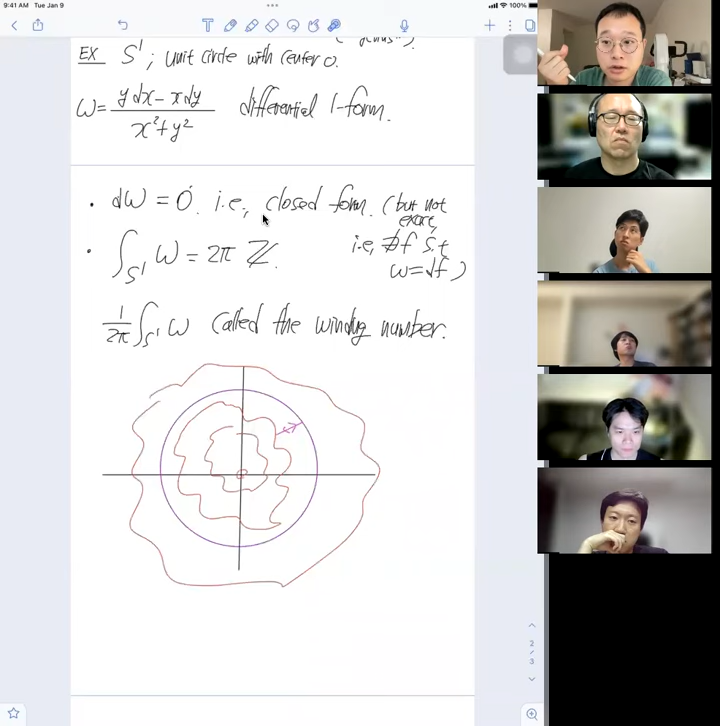 9:41 AM Tue Jan 9
100%
EX S¹; unit circle with center 0.
ω = (y dx - x dy) / (x² + y²) differential 1-form.
• dω = 0. i.e., closed form. (but not
exact,
• ∫_{S¹} ω = 2π ℤ. i.e., ∄f s.t
ω = df)
1/2π ∫_{S¹} ω called the winding number.
2
/
3